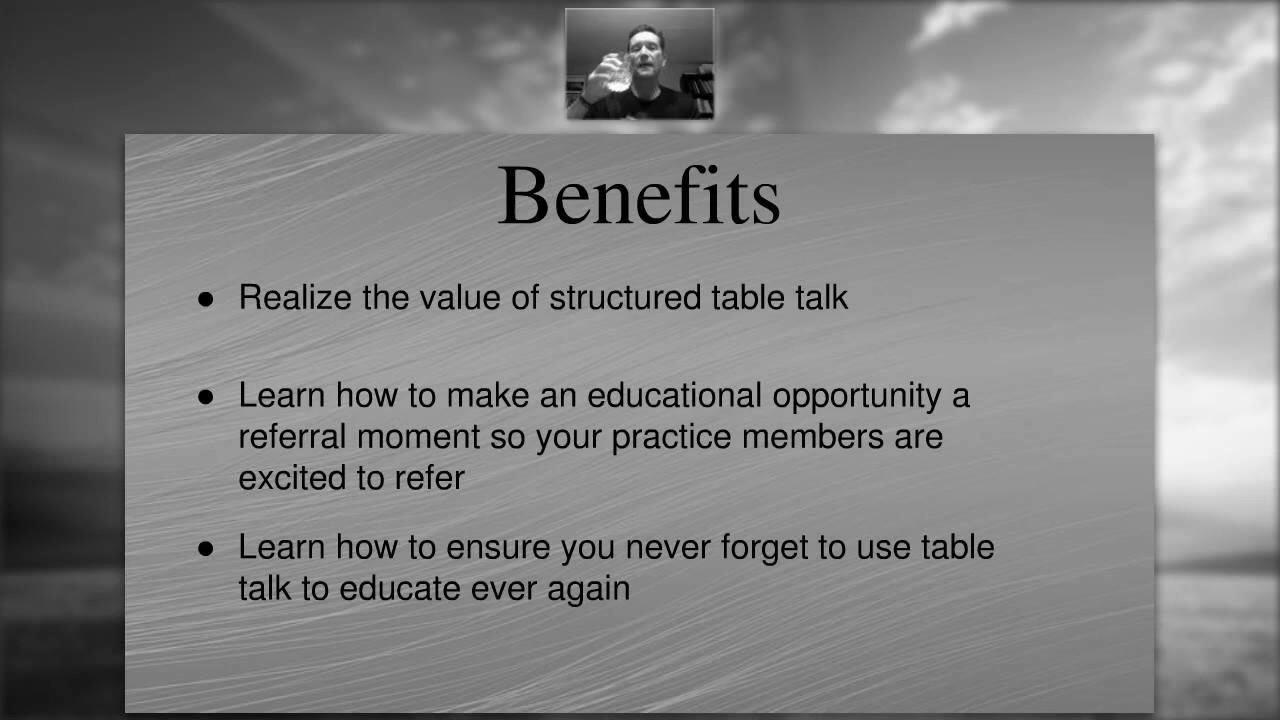 Benefits
● Realize the value of structured table talk
● Learn how to make an educational opportunity a
referral moment so your practice members are
excited to refer
● Learn how to ensure you never forget to use table
talk to educate ever again